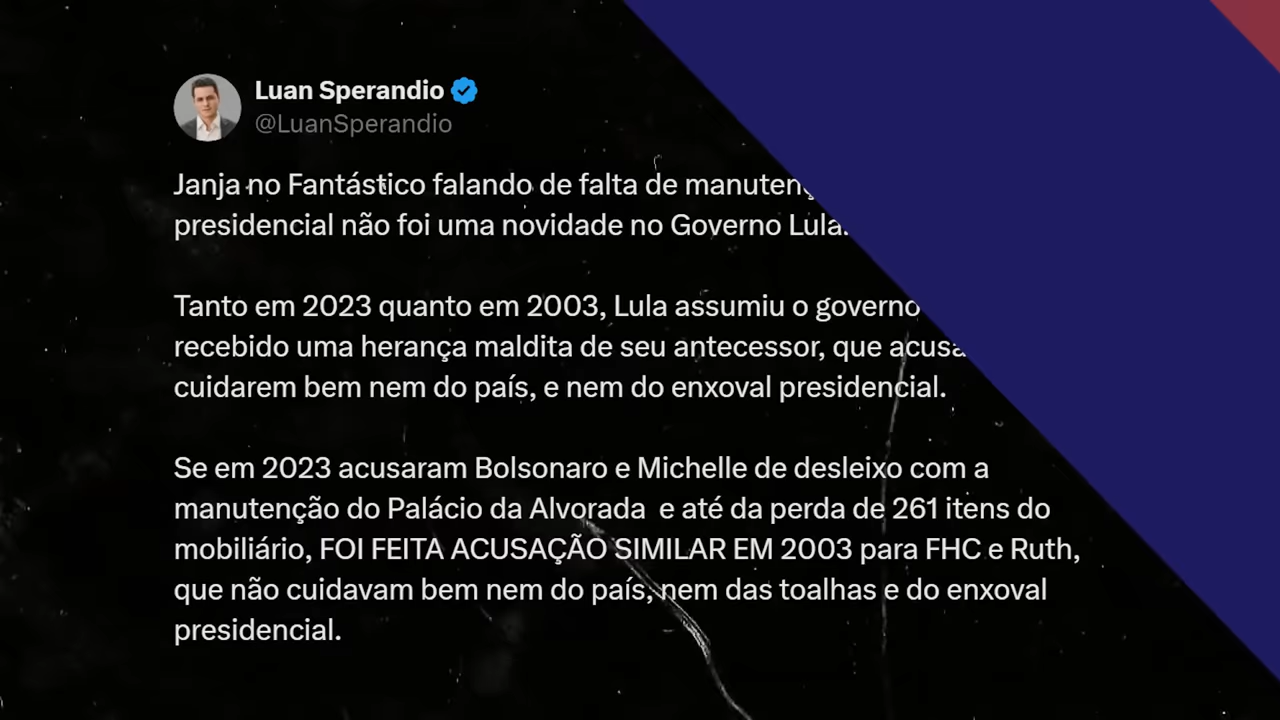 Luan Sperandio
@LuanSperandio
Janja no Fantástico falando de falta de
presidencial não foi uma novidade no Governo Lula.
Tanto em 2023 quanto em 2003, Lula assumiu o governo
recebido uma herança maldita de seu antecessor, que
cuidarem bem nem do país, e nem do enxoval presidencial.
Se em 2023 acusaram Bolsonaro e Michelle de desleixo com a
manutenção do Palácio da Alvorada e até da perda de 261 itens do
mobiliário, FOI FEITA ACUSAÇÃO SIMILAR EM 2003 para FHC e Ruth,
que não cuidavam bem nem do país, nem das toalhas e do enxoval
presidencial.